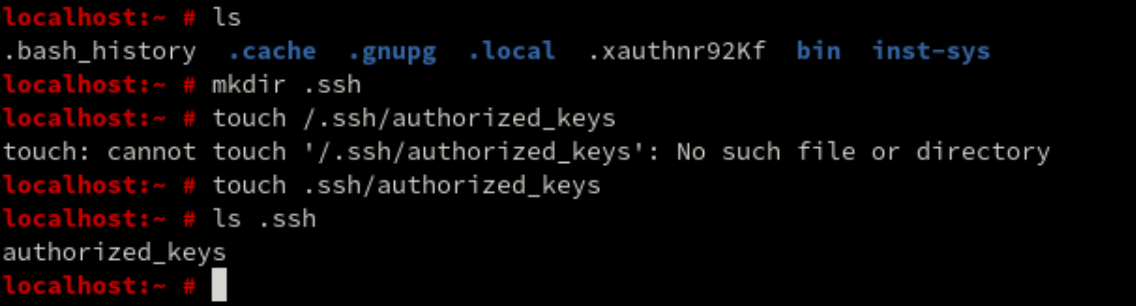 localhost:~ # ls
.bash_history .cache .gnupg .local .xauthnr92Kf bin inst-sys
localhost:~ # mkdir .ssh
localhost:~ # touch /.ssh/authorized_keys
touch: cannot touch '/.ssh/authorized_keys': No such file or directory
localhost:~ # touch .ssh/authorized_keys
localhost:~ # ls .ssh
authorized_keys
localhost:~ #